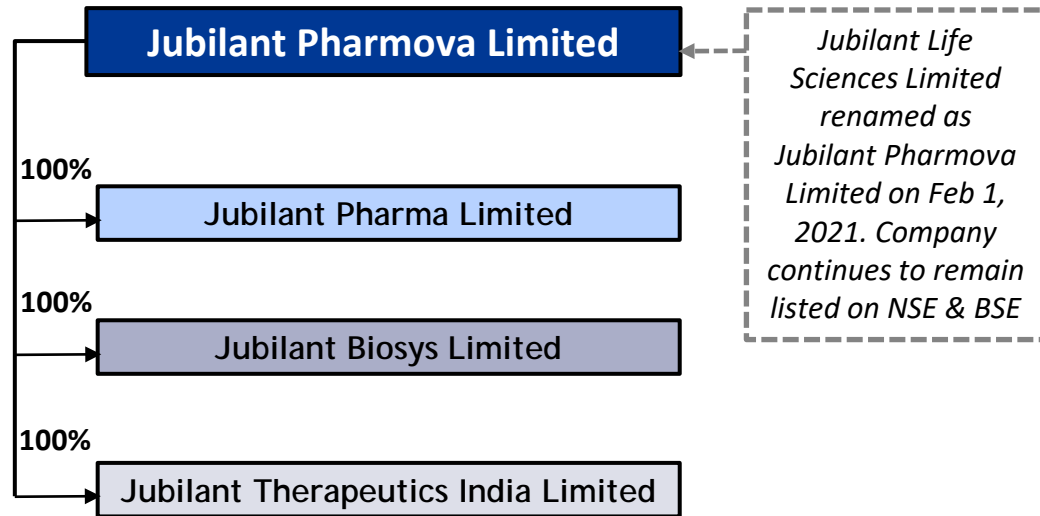 Jubilant Pharmova Limited
Jubilant Life
Sciences Limited
renamed as
Jubilant Pharmova
Limited on Feb 1,
2021. Company
continues to remain
listed on NSE & BSE
100%
Jubilant Pharma Limited
100%
Jubilant Biosys Limited
100%
Jubilant Therapeutics India Limited